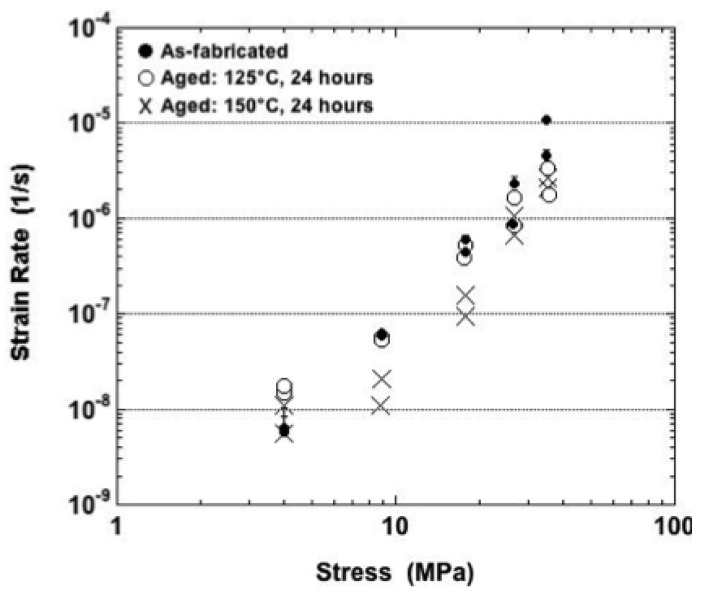 10⁻⁴
As-fabricated
Aged: 125°C, 24 hours
Aged: 150°C, 24 hours
10⁻⁵
10⁻⁶
10⁻⁷
10⁻⁸
10⁻⁹
Strain Rate (1/s)
1 10 100
Stress (MPa)